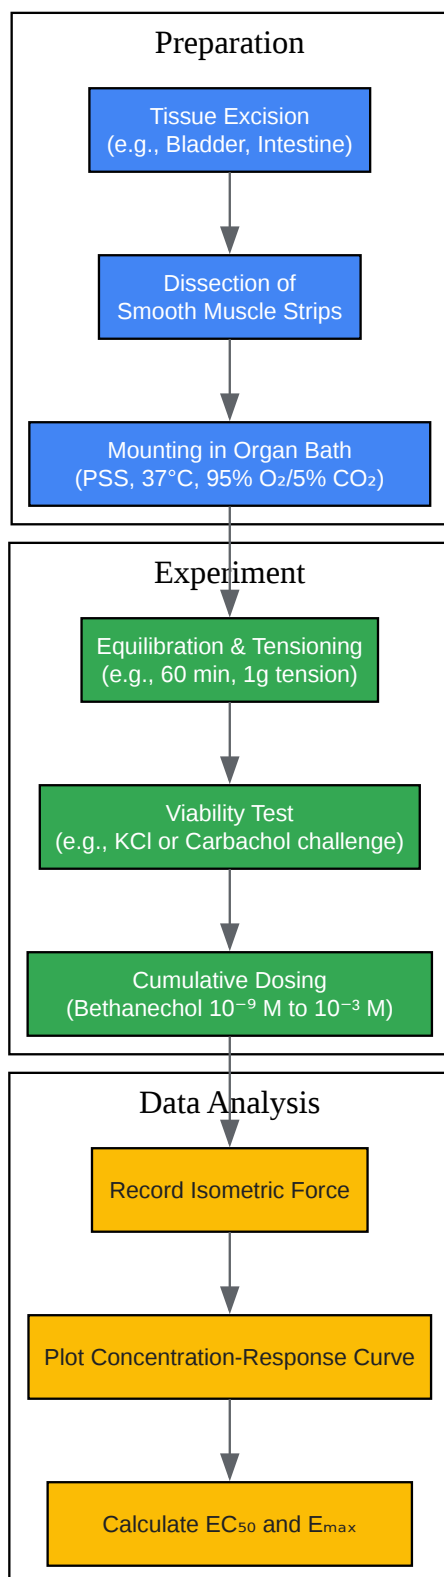 Preparation
Tissue Excision
(e.g., Bladder, Intestine)
Dissection of
Smooth Muscle Strips
Mounting in Organ Bath
(PSS, 37°C, 95% O₂/5% CO₂)
Experiment
Equilibration & Tensioning
(e.g., 60 min, 1g tension)
Viability Test
(e.g., KCl or Carbachol challenge)
Cumulative Dosing
(Bethanechol 10⁻⁹ M to 10⁻³ M)
Data Analysis
Record Isometric Force
Plot Concentration-Response Curve
Calculate EC₅₀ and Eₘₐₓ